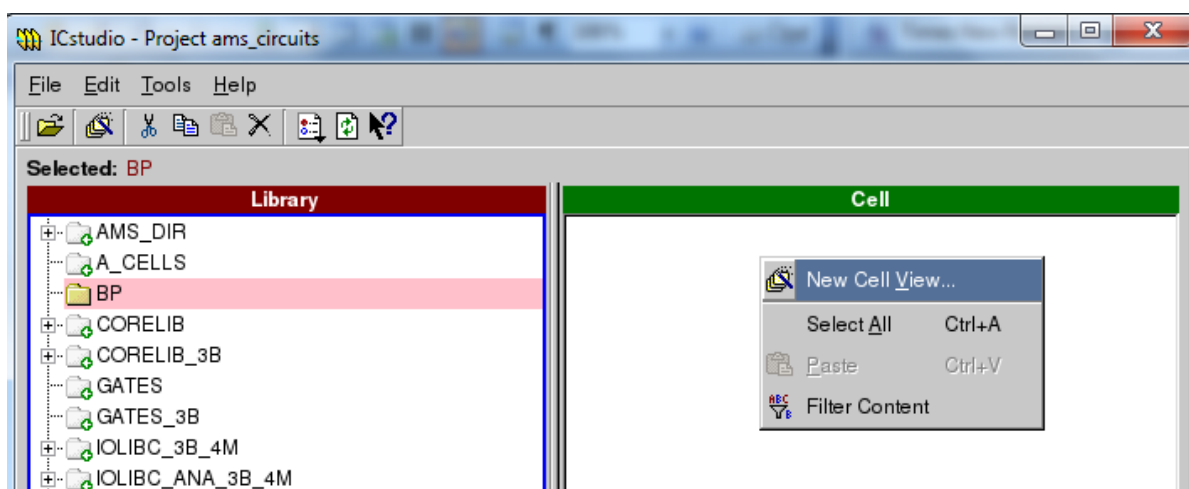 ICstudio - Project ams_circuits
File Edit Tools Help
Selected: BP
Library
Cell
AMS_DIR
A_CELLS
BP
CORELIB
CORELIB_3B
GATES
GATES_3B
IOLIBC_3B_4M
IOLIBC_ANA_3B_4M
New Cell View...
Select All Ctrl+A
Paste Ctrl+V
Filter Content